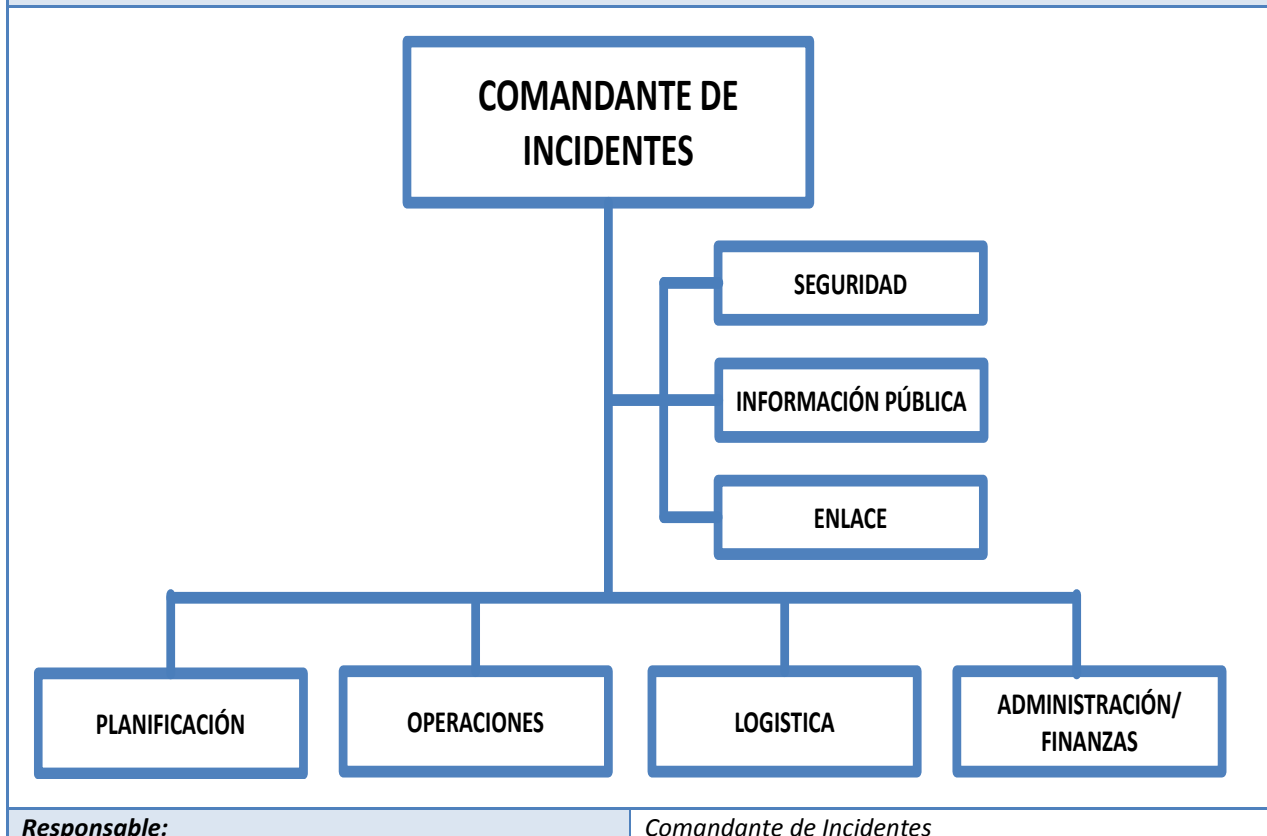 COMANDANTE DE
INCIDENTES
SEGURIDAD
INFORMACIÓN PÚBLICA
ENLACE
PLANIFICACIÓN
OPERACIONES
LOGISTICA
ADMINISTRACIÓN/
FINANZAS
Responsable:
Comandante de Incidentes